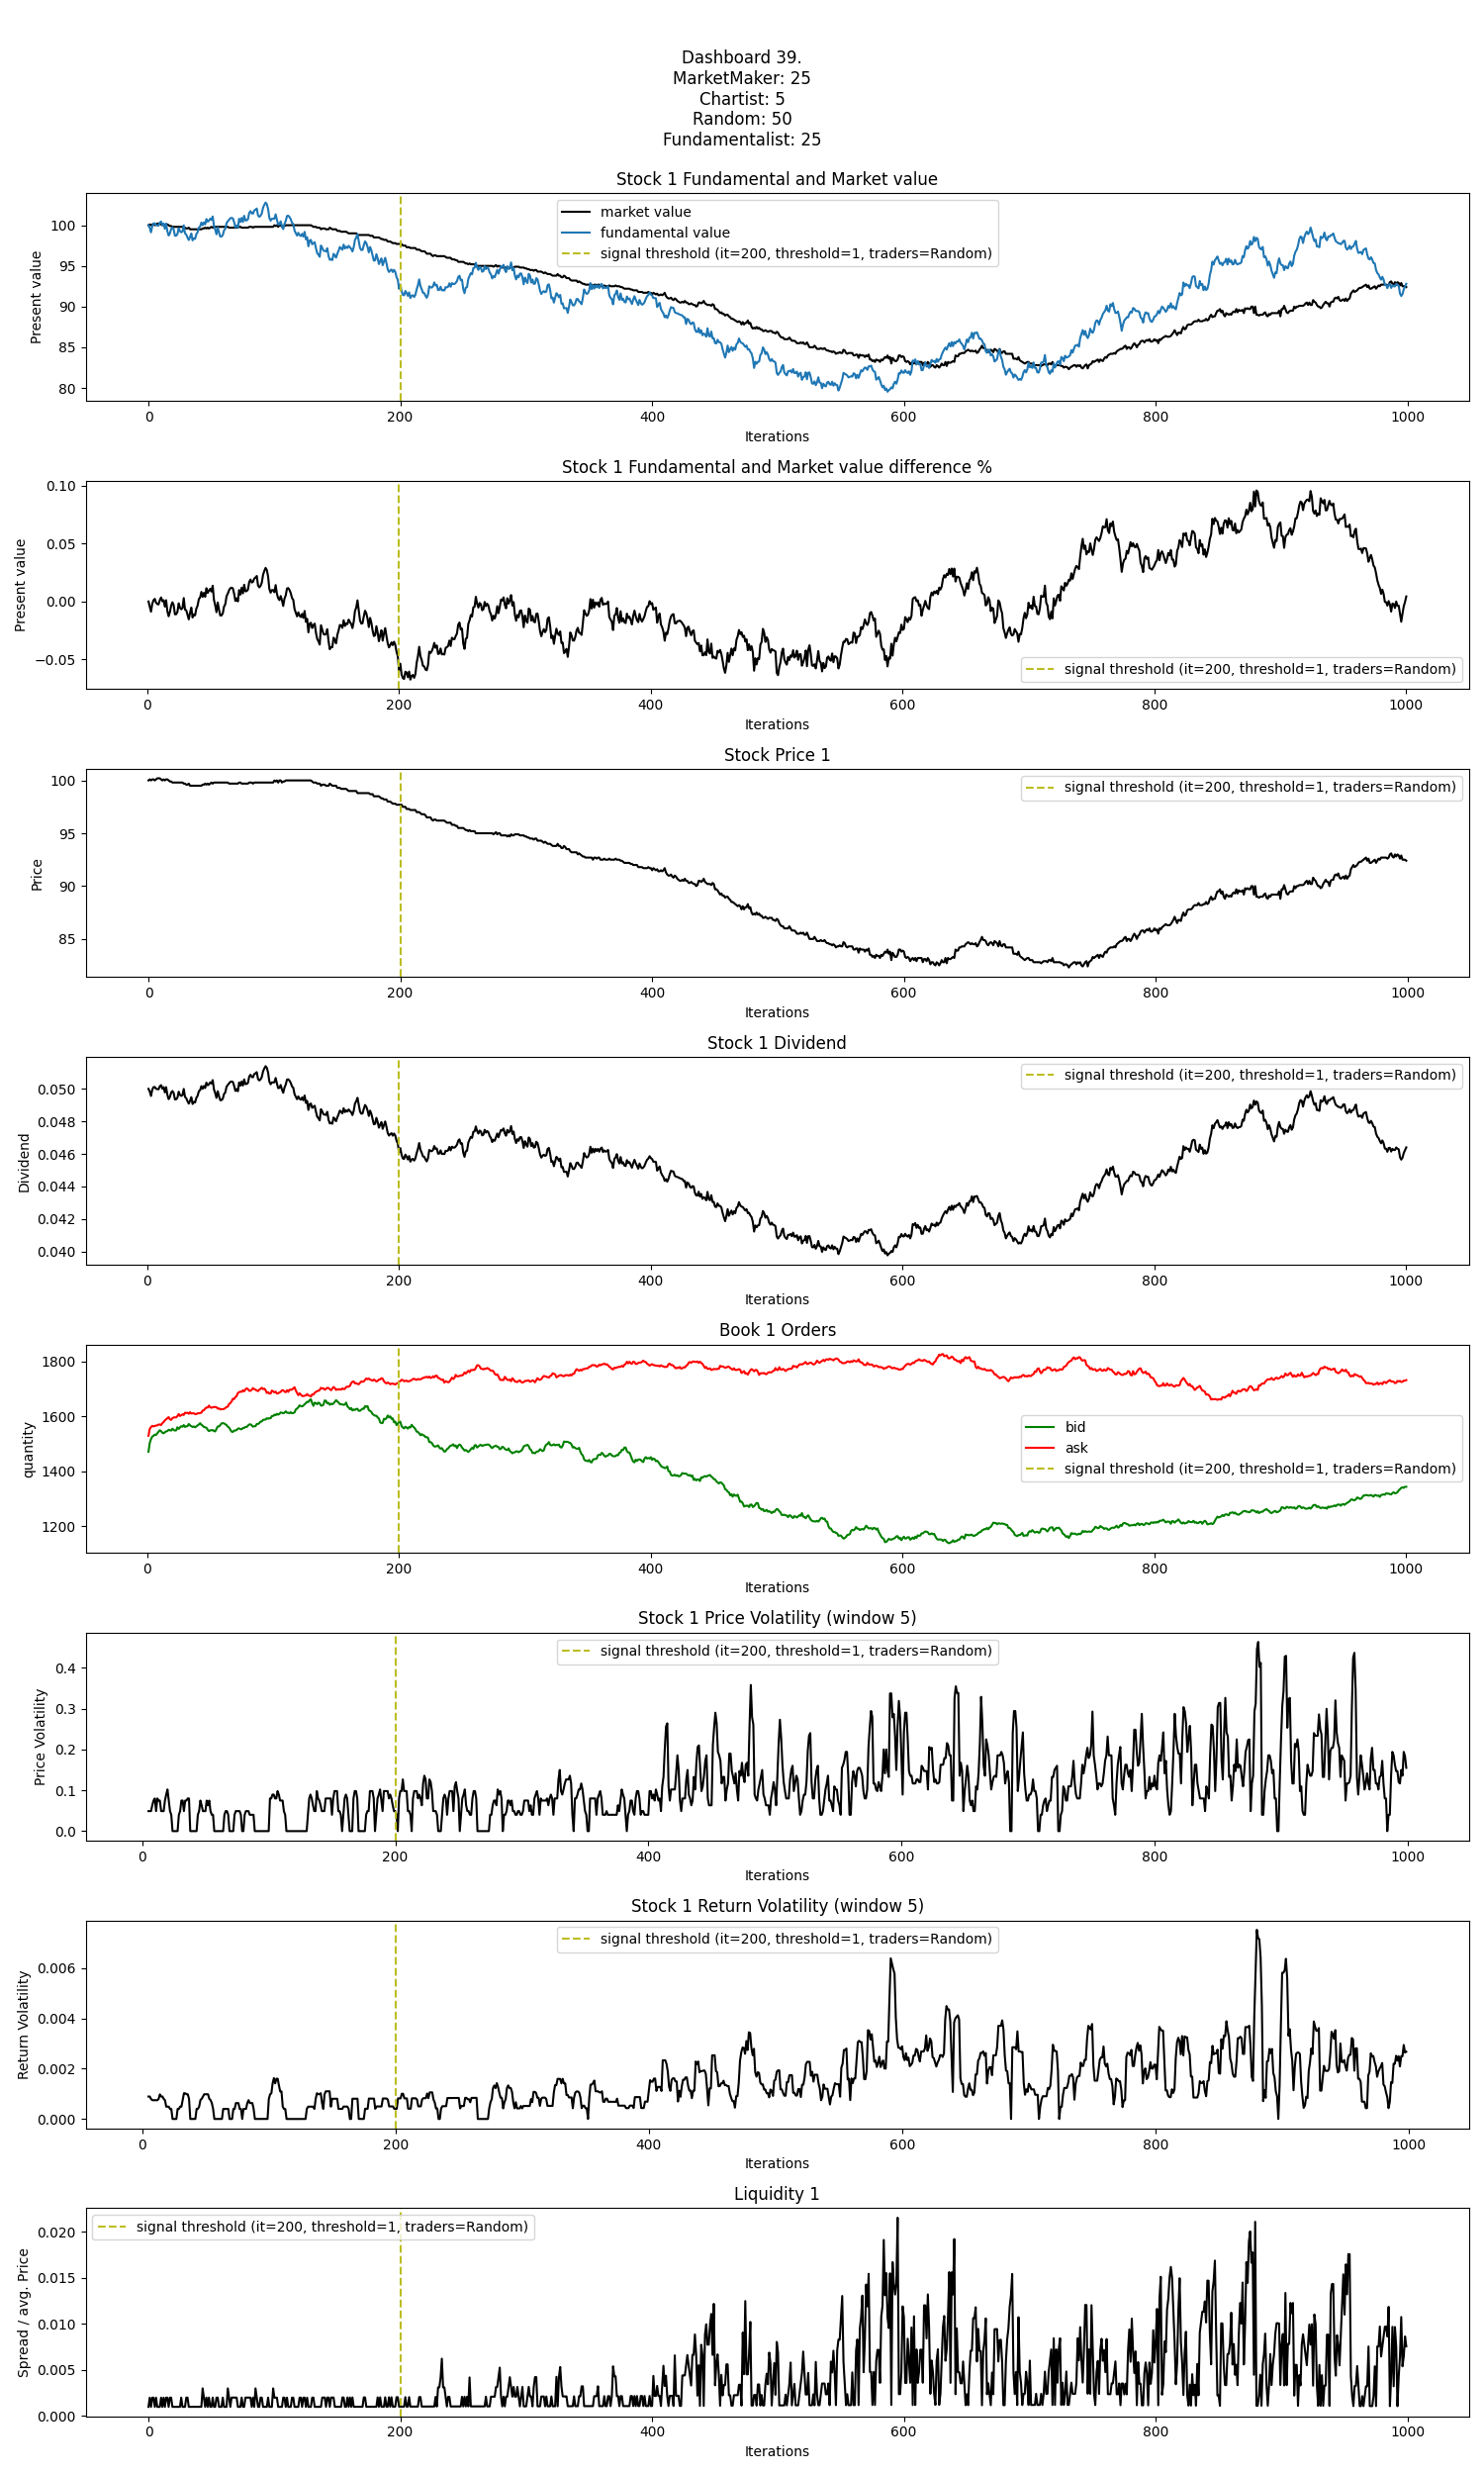 Dashboard 39.
MarketMaker: 25
Chartist: 5
Random: 50
Fundamentalist: 25
Stock 1 Fundamental and Market value
Present value
100
95
90
85
80
market value
fundamental value
signal threshold (it=200, threshold=1, traders=Random)
0 200 400 600 800 1000
Iterations
Stock 1 Fundamental and Market value difference %
Present value
0.10
0.05
0.00
−0.05
signal threshold (it=200, threshold=1, traders=Random)
0 200 400 600 800 1000
Iterations
Stock Price 1
Price
100
95
90
85
signal threshold (it=200, threshold=1, traders=Random)
0 200 400 600 800 1000
Iterations
Stock 1 Dividend
Dividend
0.050
0.048
0.046
0.044
0.042
0.040
signal threshold (it=200, threshold=1, traders=Random)
0 200 400 600 800 1000
Iterations
Book 1 Orders
quantity
1800
1600
1400
1200
bid
ask
signal threshold (it=200, threshold=1, traders=Random)
0 200 400 600 800 1000
Iterations
Stock 1 Price Volatility (window 5)
Price Volatility
0.4
0.3
0.2
0.1
0.0
signal threshold (it=200, threshold=1, traders=Random)
0 200 400 600 800 1000
Iterations
Stock 1 Return Volatility (window 5)
Return Volatility
0.006
0.004
0.002
0.000
signal threshold (it=200, threshold=1, traders=Random)
0 200 400 600 800 1000
Iterations
Liquidity 1
Spread / avg. Price
0.020
0.015
0.010
0.005
0.000
signal threshold (it=200, threshold=1, traders=Random)
0 200 400 600 800 1000
Iterations